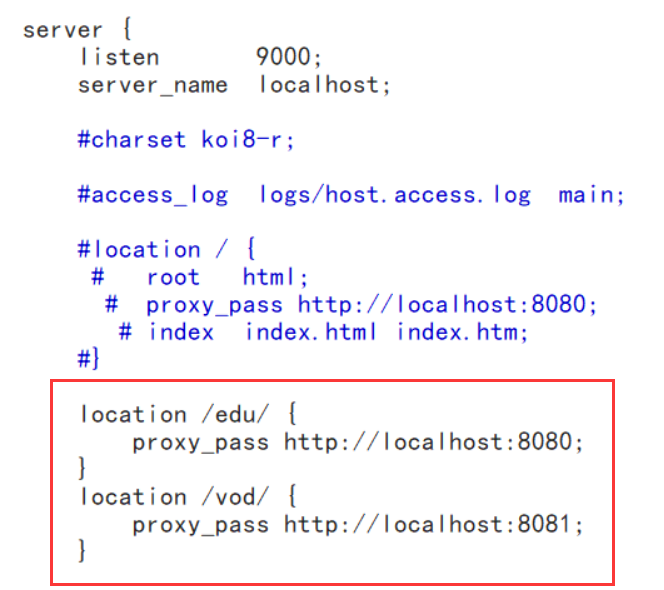 server {
    listen       9000;
    server_name  localhost;
    #charset koi8-r;
    #access_log  logs/host.access.log  main;
    #location / {
     #   root   html;
      #  proxy_pass http://localhost:8080;
       # index  index.html index.htm;
    #}
    location /edu/ {
        proxy_pass http://localhost:8080;
    }
    location /vod/ {
        proxy_pass http://localhost:8081;
    }